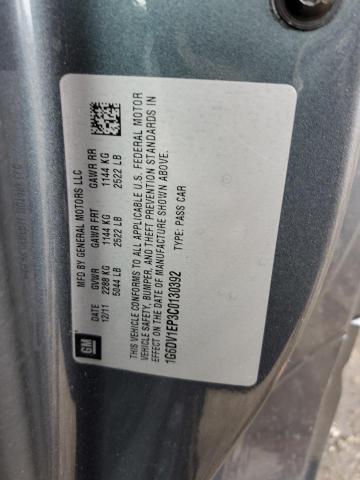 GM
MFD BY GENERAL MOTORS LLC
DATE GVWR GAWR FRT GAWR RR
12/11 2288 KG 1144 KG 1144 KG
5044 LB 2522 LB 2522 LB
THIS VEHICLE CONFORMS TO ALL APPLICABLE U.S. FEDERAL MOTOR
VEHICLE SAFETY, BUMPER, AND THEFT PREVENTION STANDARDS IN
EFFECT ON THE DATE OF MANUFACTURE SHOWN ABOVE.
1G6DV1EP3C0130392 TYPE: PASS CAR